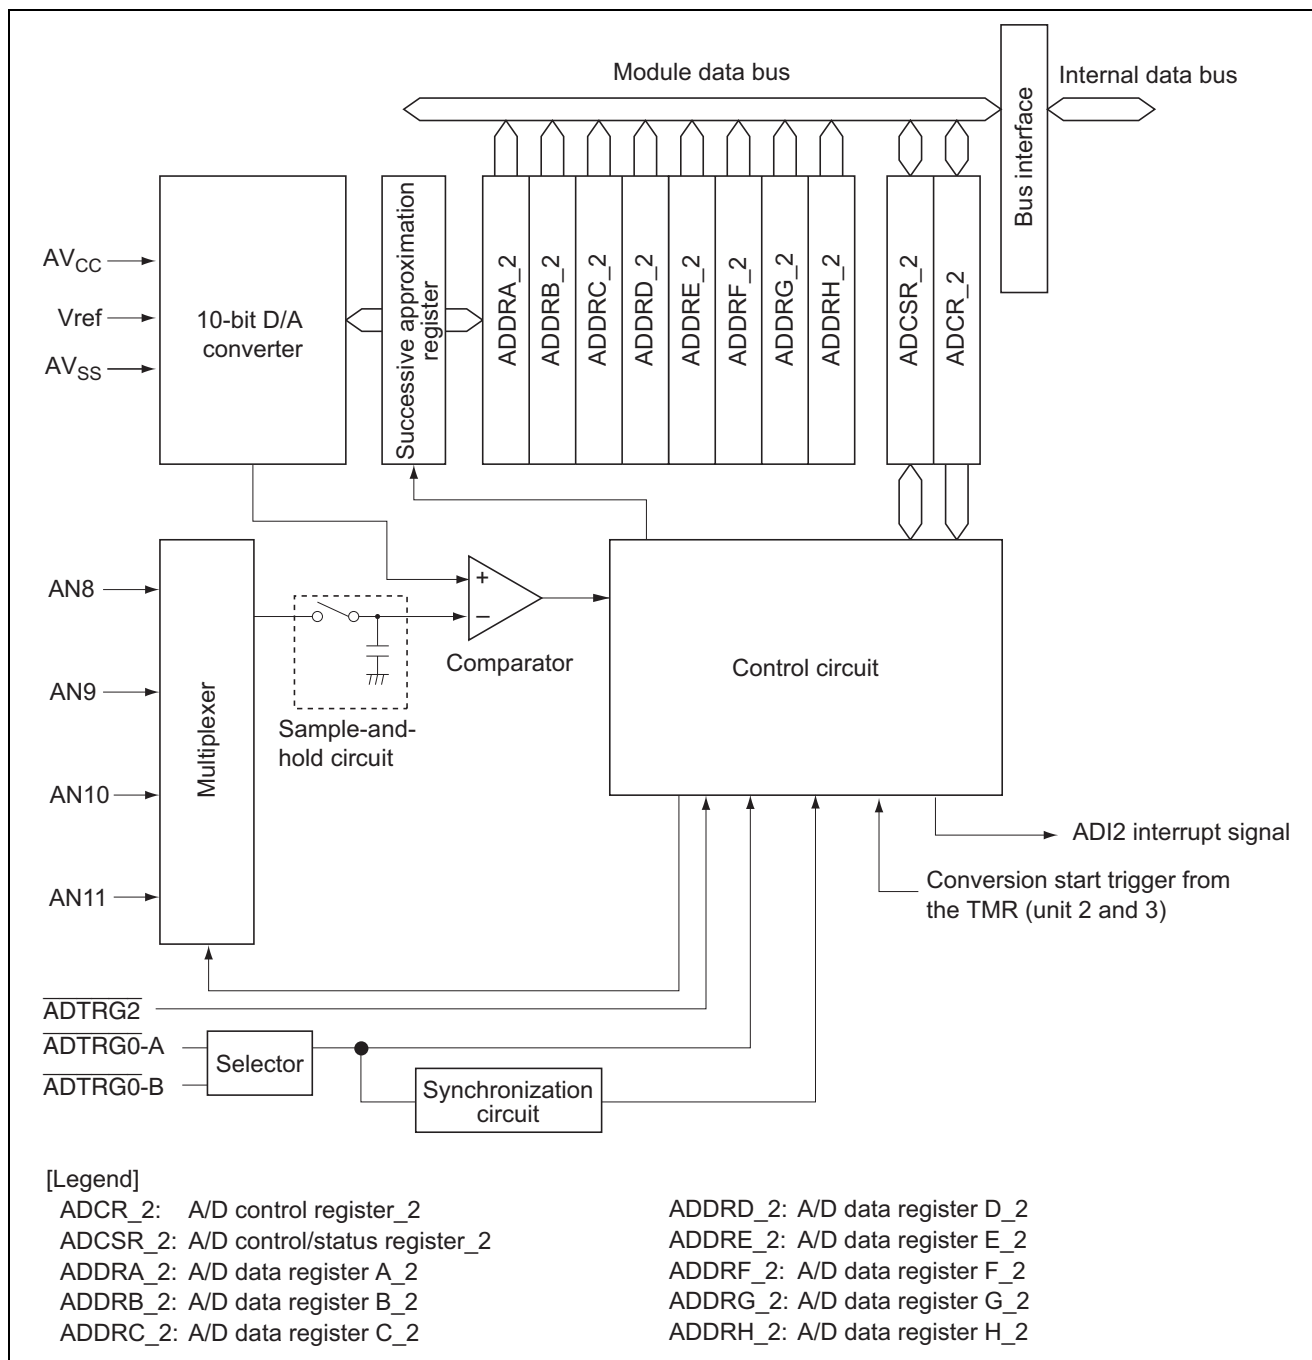 Module data bus
Internal data bus
Bus interface
AVCC
Vref
AVSS
10-bit D/A
converter
Successive approximation
register
ADDRA_2
ADDRB_2
ADDRC_2
ADDRD_2
ADDRE_2
ADDRF_2
ADDRG_2
ADDRH_2
ADCSR_2
ADCR_2
AN8
AN9
AN10
AN11
Multiplexer
Sample-and-
hold circuit
+
−
Comparator
Control circuit
ADI2 interrupt signal
Conversion start trigger from
the TMR (unit 2 and 3)
ADTRG2
ADTRG0-A
ADTRG0-B
Selector
Synchronization
circuit
[Legend]
ADCR_2: A/D control register_2
ADCSR_2: A/D control/status register_2
ADDRA_2: A/D data register A_2
ADDRB_2: A/D data register B_2
ADDRC_2: A/D data register C_2
ADDRD_2: A/D data register D_2
ADDRE_2: A/D data register E_2
ADDRF_2: A/D data register F_2
ADDRG_2: A/D data register G_2
ADDRH_2: A/D data register H_2